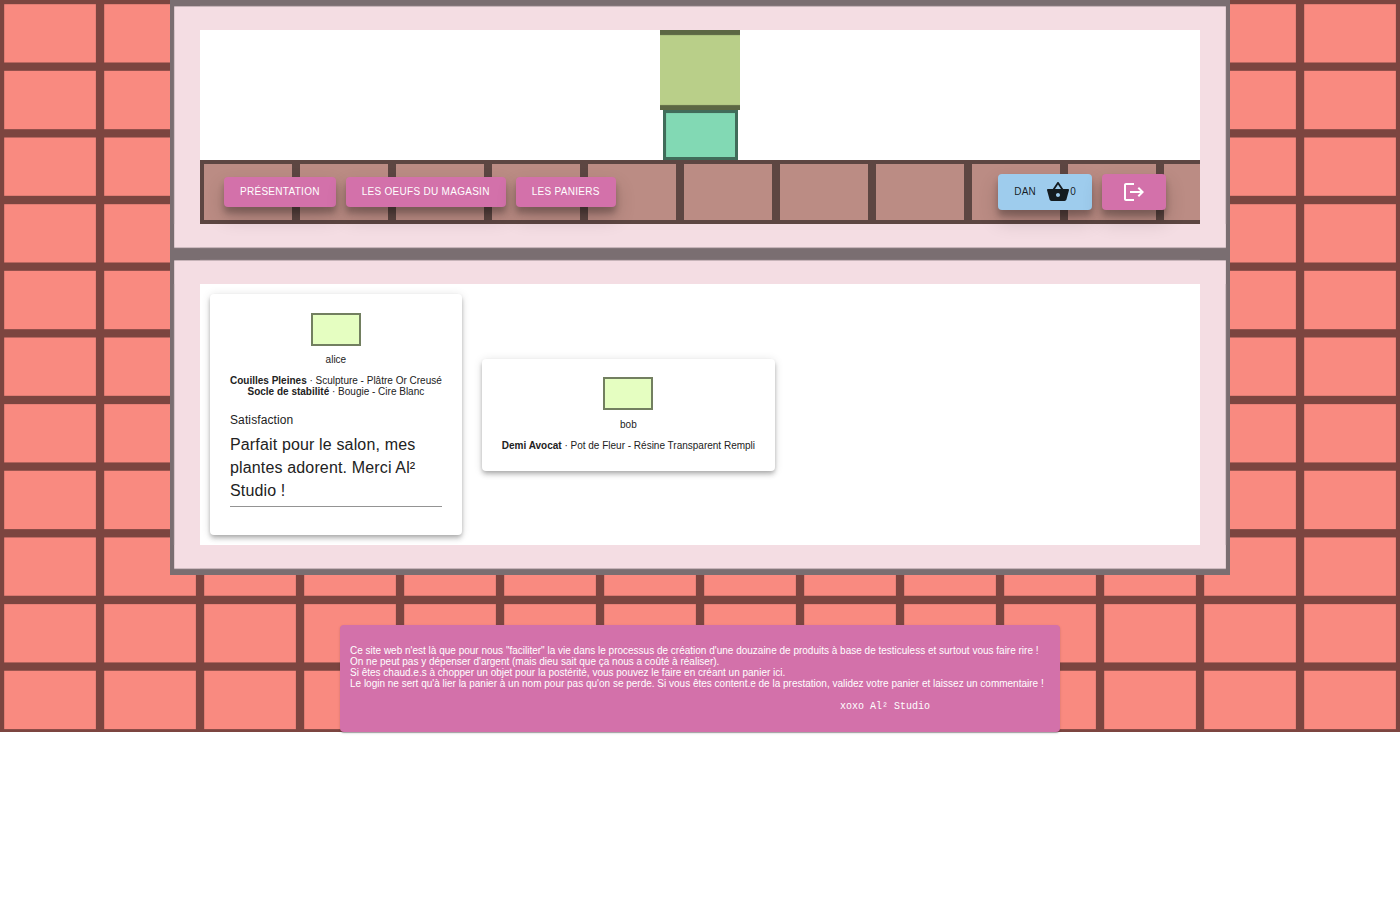 PRÉSENTATION LES OEUFS DU MAGASIN LES PANIERS DAN 0
alice
Couilles Pleines · Sculpture - Plâtre Or Creusé
Socle de stabilité · Bougie - Cire Blanc
Satisfaction
Parfait pour le salon, mes
plantes adorent. Merci Al²
Studio !
bob
Demi Avocat · Pot de Fleur - Résine Transparent Rempli
Ce site web n'est là que pour nous "faciliter" la vie dans le processus de création d'une douzaine de produits à base de testiculess et surtout vous faire rire !
On ne peut pas y dépenser d'argent (mais dieu sait que ça nous a coûté à réaliser).
Si êtes chaud.e.s à chopper un objet pour la postérité, vous pouvez le faire en créant un panier ici.
Le login ne sert qu'à lier la panier à un nom pour pas qu'on se perde. Si vous êtes content.e de la prestation, validez votre panier et laissez un commentaire !
xoxo Al² Studio